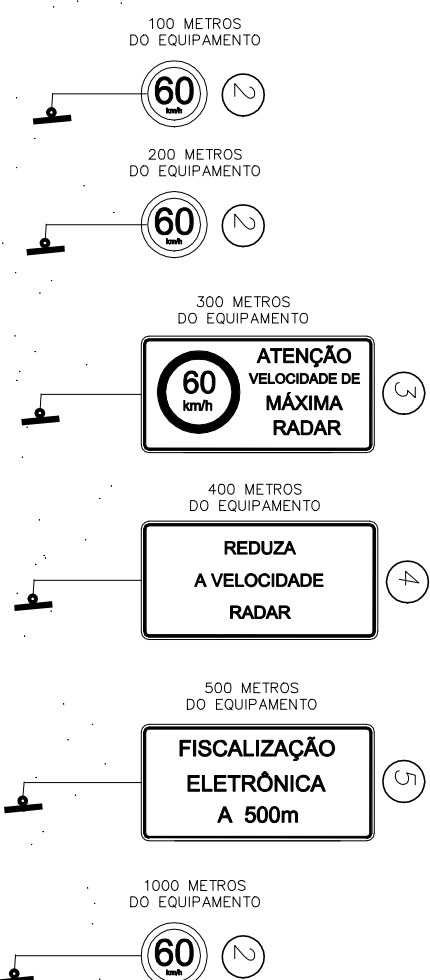 100 METROS
DO EQUIPAMENTO
60
km/h
2
200 METROS
DO EQUIPAMENTO
60
km/h
2
300 METROS
DO EQUIPAMENTO
60
km/h
ATENÇÃO
VELOCIDADE DE
MÁXIMA
RADAR
3
400 METROS
DO EQUIPAMENTO
REDUZA
A VELOCIDADE
RADAR
4
500 METROS
DO EQUIPAMENTO
FISCALIZAÇÃO
ELETRÔNICA
A 500m
5
1000 METROS
DO EQUIPAMENTO
60
km/h
2